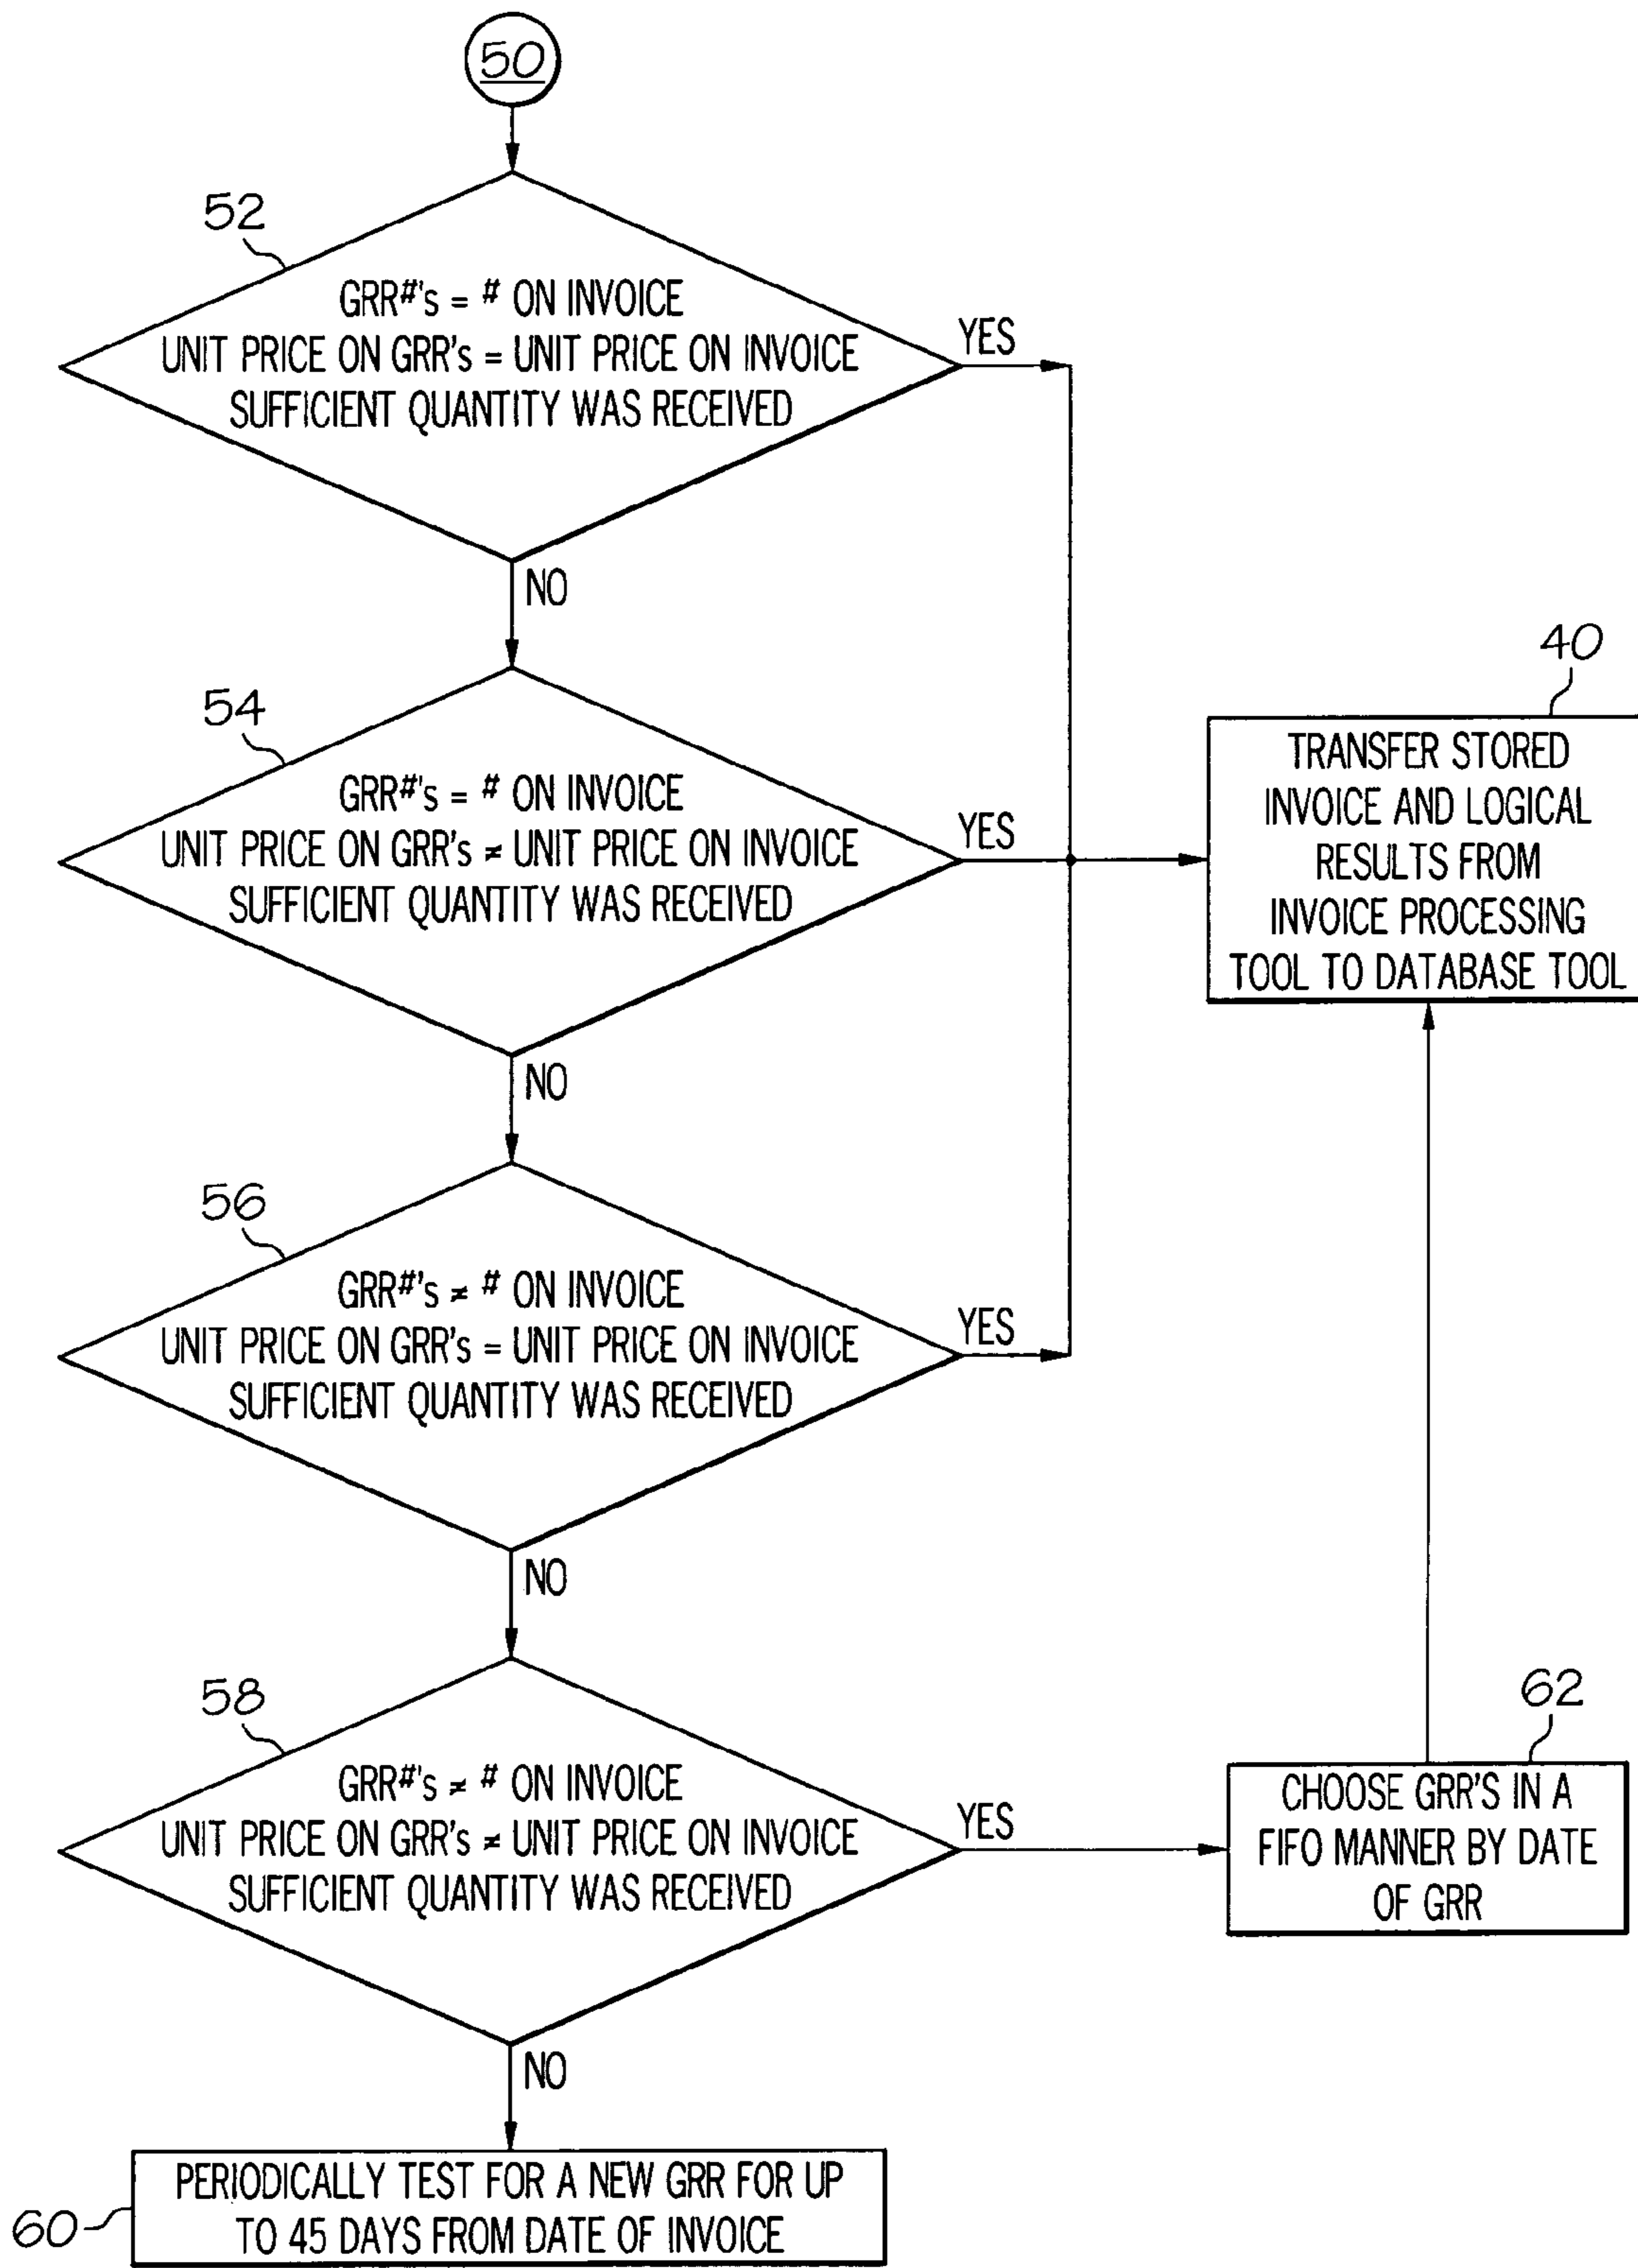 50
52
GRR#'s = # ON INVOICE
UNIT PRICE ON GRR's = UNIT PRICE ON INVOICE
SUFFICIENT QUANTITY WAS RECEIVED
YES
NO
54
GRR#'s = # ON INVOICE
UNIT PRICE ON GRR's ≠ UNIT PRICE ON INVOICE
SUFFICIENT QUANTITY WAS RECEIVED
YES
NO
40
TRANSFER STORED
INVOICE AND LOGICAL
RESULTS FROM
INVOICE PROCESSING
TOOL TO DATABASE TOOL
56
GRR#'s ≠ # ON INVOICE
UNIT PRICE ON GRR's = UNIT PRICE ON INVOICE
SUFFICIENT QUANTITY WAS RECEIVED
YES
NO
58
GRR#'s ≠ # ON INVOICE
UNIT PRICE ON GRR's ≠ UNIT PRICE ON INVOICE
SUFFICIENT QUANTITY WAS RECEIVED
YES
NO
62
CHOOSE GRR'S IN A
FIFO MANNER BY DATE
OF GRR
60
PERIODICALLY TEST FOR A NEW GRR FOR UP
TO 45 DAYS FROM DATE OF INVOICE